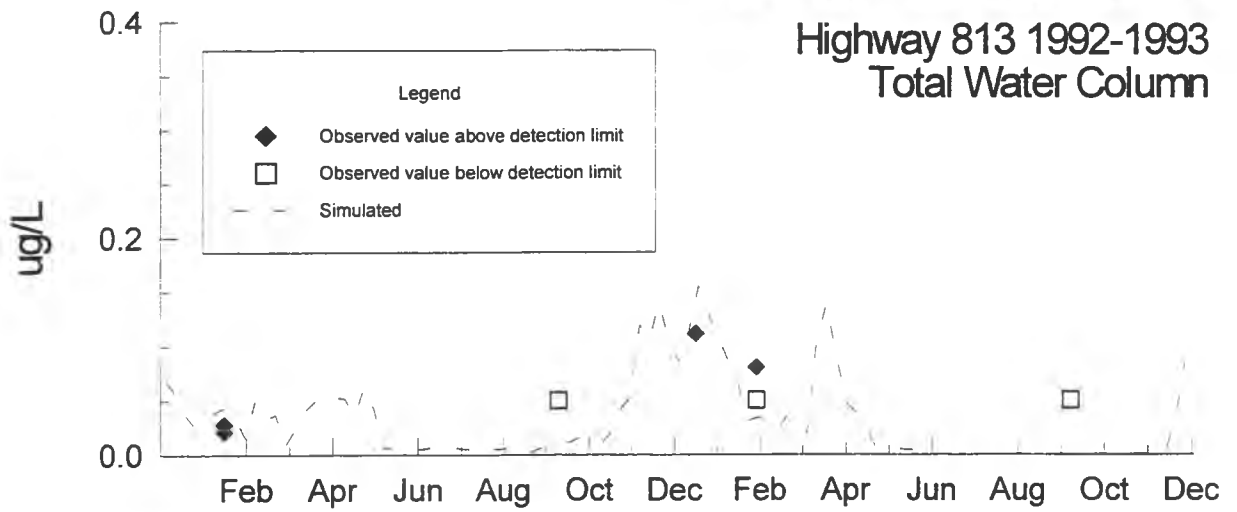 Highway 813 1992-1993
Total Water Column
0.4
0.2
0.0
ug/L
Legend
Observed value above detection limit
Observed value below detection limit
Simulated
Feb Apr Jun Aug Oct Dec Feb Apr Jun Aug Oct Dec